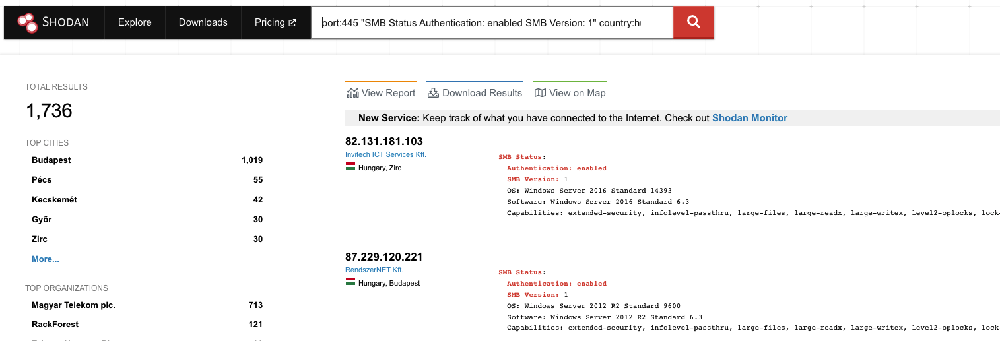 SHODAN Explore Downloads Pricing port:445 "SMB Status Authentication: enabled SMB Version: 1" country:hu
TOTAL RESULTS
1,736
TOP CITIES
Budapest 1,019
Pécs 55
Kecskemét 42
Győr 30
Zirc 30
More...
TOP ORGANIZATIONS
Magyar Telekom plc. 713
RackForest 121
View Report Download Results View on Map
New Service: Keep track of what you have connected to the Internet. Check out Shodan Monitor
82.131.181.103
Invitech ICT Services Kft.
Hungary, Zirc
SMB Status:
Authentication: enabled
SMB Version: 1
OS: Windows Server 2016 Standard 14393
Software: Windows Server 2016 Standard 6.3
Capabilities: extended-security, infolevel-passthru, large-files, large-readx, large-writex, level2-oplocks, lock-
87.229.120.221
RendszerNET Kft.
Hungary, Budapest
SMB Status:
Authentication: enabled
SMB Version: 1
OS: Windows Server 2012 R2 Standard 9600
Software: Windows Server 2012 R2 Standard 6.3
Capabilities: extended-security, infolevel-passthru, large-files, large-readx, large-writex, level2-oplocks, lock-